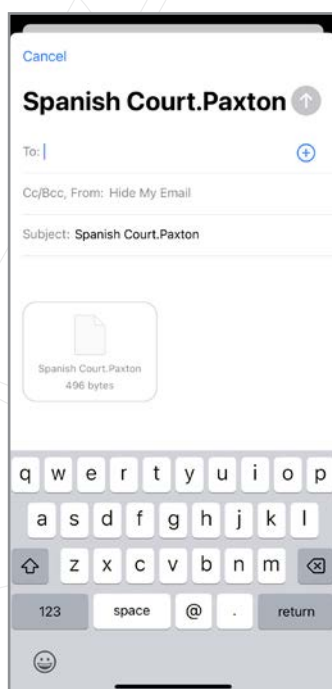 Cancel
Spanish Court.Paxton
To:
Cc/Bcc, From: Hide My Email
Subject: Spanish Court.Paxton
Spanish Court.Paxton
496 bytes
q w e r t y u i o p
a s d f g h j k l
z x c v b n m
123 space @ . return